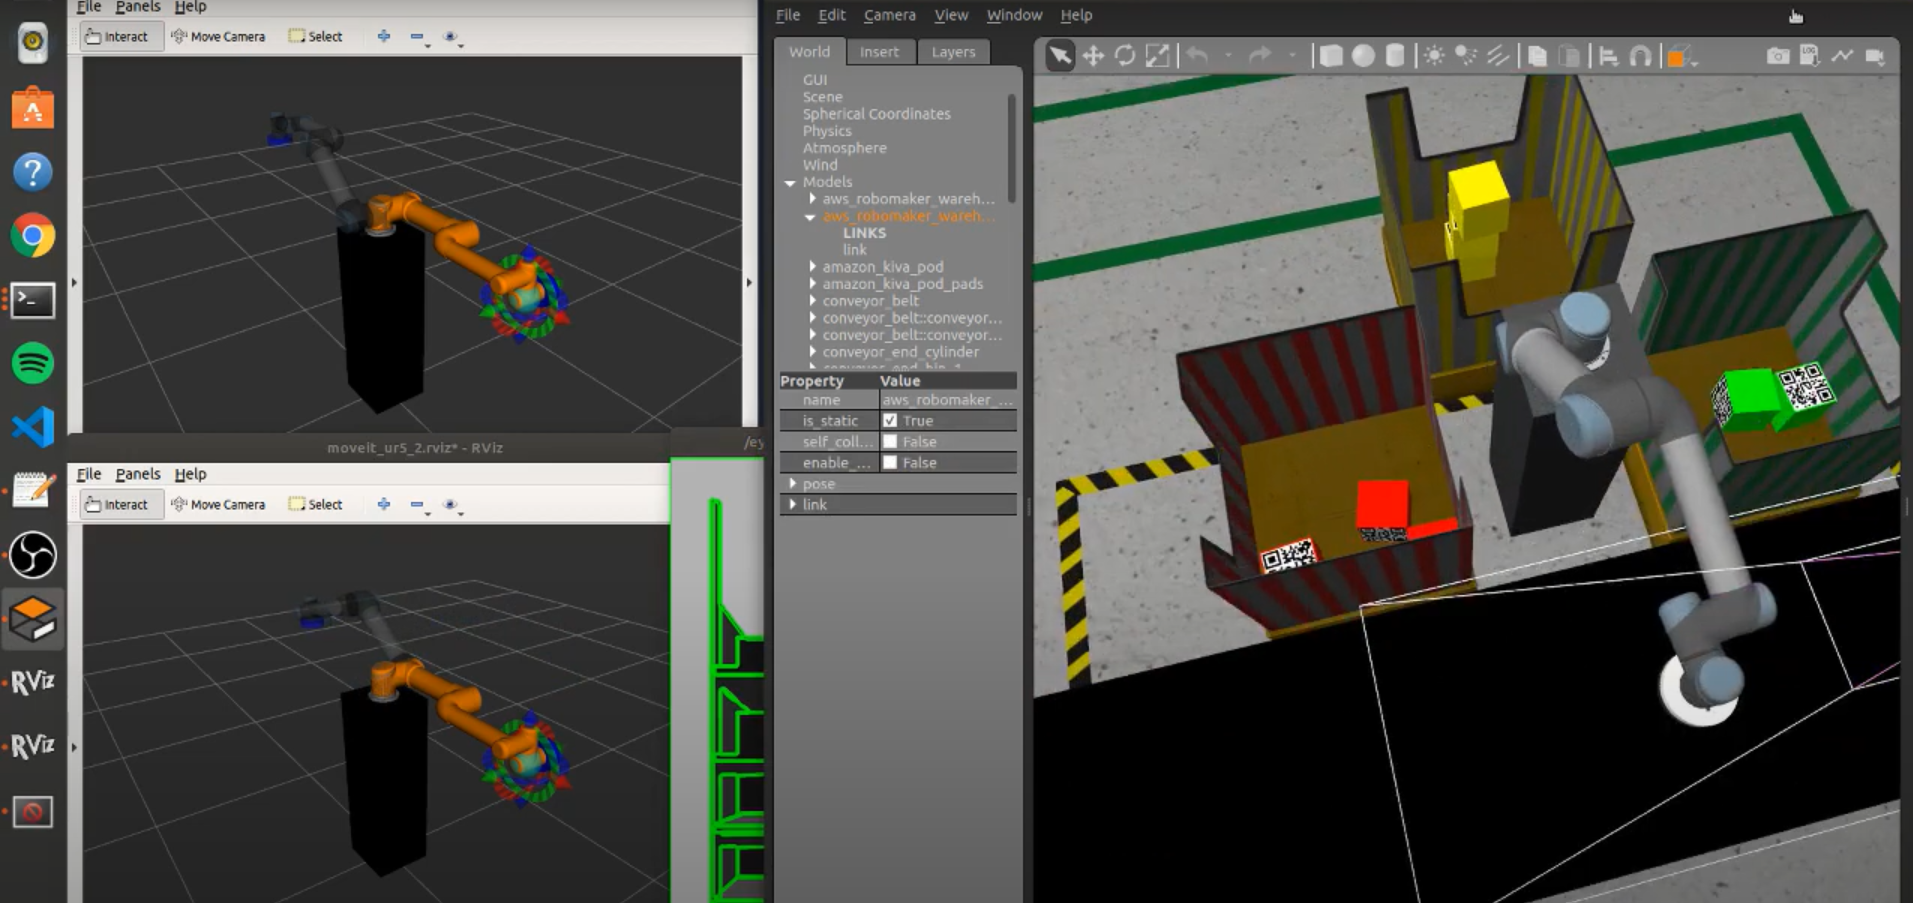 File Panels Help
Interact Move Camera Select
moveit_ur5_2.rviz* - RViz
/ey
File Panels Help
Interact Move Camera Select
RViz
RViz
File Edit Camera View Window Help
World Insert Layers
GUI
Scene
Spherical Coordinates
Physics
Atmosphere
Wind
Models
aws_robomaker_wareh...
aws_robomaker_wareh...
LINKS
link
amazon_kiva_pod
amazon_kiva_pod_pads
conveyor_belt
conveyor_belt::conveyor...
conveyor_belt::conveyor...
conveyor_end_cylinder
Property Value
name aws_robomaker_...
is_static True
self_coll... False
enable_... False
pose
link
LOG